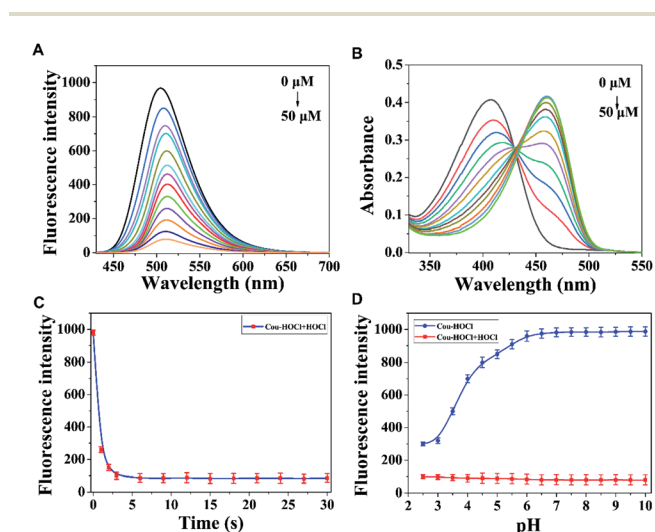 A
Fluorescence intensity
1000
800
600
400
200
0
450 500 550 600 650 700
Wavelength (nm)
0 µM
50 µM
B
Absorbance
0.5
0.4
0.3
0.2
0.1
0.0
350 400 450 500 550
Wavelength (nm)
0 µM
50 µM
C
Fluorescence intensity
1000
800
600
400
200
0
0 5 10 15 20 25 30
Time (s)
Cou-HOCl+HOCl
D
Fluorescence intensity
1000
800
600
400
200
0
2 3 4 5 6 7 8 9 10
pH
Cou-HOCl
Cou-HOCl+HOCl